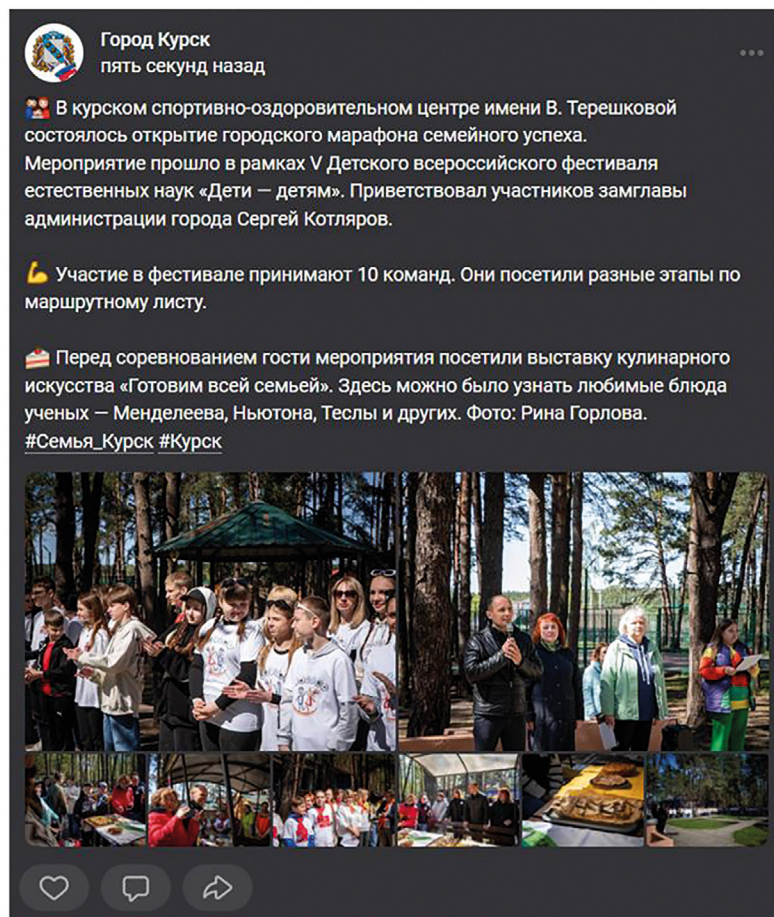 Город Курск
пять секунд назад
В курском спортивно-оздоровительном центре имени В. Терешковой
состоялось открытие городского марафона семейного успеха.
Мероприятие прошло в рамках V Детского всероссийского фестиваля
естественных наук «Дети — детям». Приветствовал участников замглавы
администрации города Сергей Котляров.
Участие в фестивале принимают 10 команд. Они посетили разные этапы по
маршрутному листу.
Перед соревнованием гости мероприятия посетили выставку кулинарного
искусства «Готовим всей семьей». Здесь можно было узнать любимые блюда
ученых — Менделеева, Ньютона, Теслы и других. Фото: Рина Горлова.
#Семья_Курск #Курск